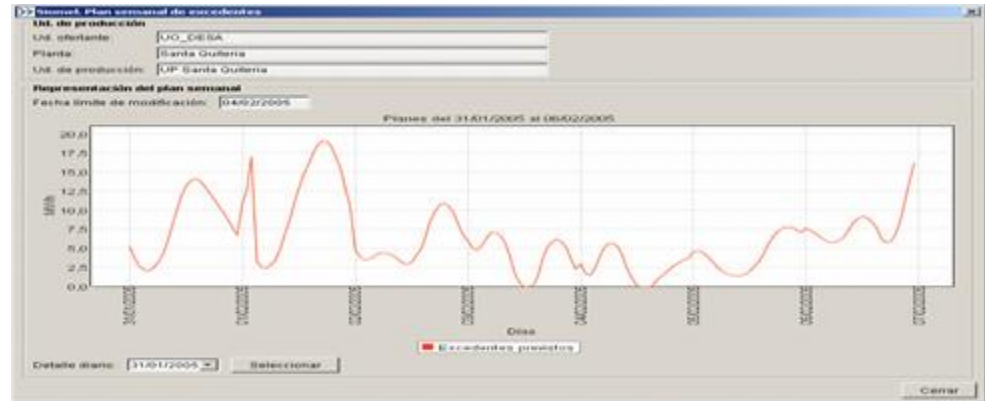 Sismef. Plan semanal de excedentes
Ud. de producción
Ud. ofertante: UO_DESA
Planta: Santa Quiteria
Ud. de producción: UP Santa Quiteria
Representación del plan semanal
Fecha límite de modificación: 04/02/2005
Planes del 31/01/2005 al 06/02/2005
20,0
17,5
15,0
12,5
10,0
7,5
5,0
2,5
0,0
MWh
31/01/2005 01/02/2005 02/02/2005 03/02/2005 04/02/2005 05/02/2005 06/02/2005 07/02/2005
Días
Excedentes previstos
Detalle diario: 31/01/2005 Seleccionar
Cerrar